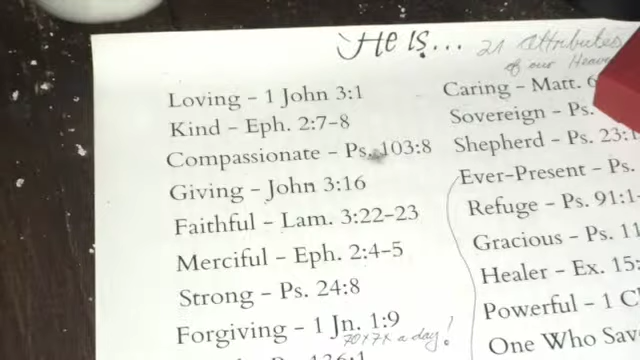 He is... 21 Attributes
of our
Loving – 1 John 3:1
Kind – Eph. 2:7-8
Compassionate – Ps. 103:8
Giving – John 3:16
Faithful – Lam. 3:22-23
Merciful – Eph. 2:4-5
Strong – Ps. 24:8
Forgiving – 1 Jn. 1:9
70x7x a day!
Caring – Matt. 6
Sovereign – Ps.
Shepherd – Ps. 23:1
Ever-Present – Ps.
Refuge – Ps. 91:1-
Gracious – Ps. 11
Healer – Ex. 15:
Powerful – 1
One Who